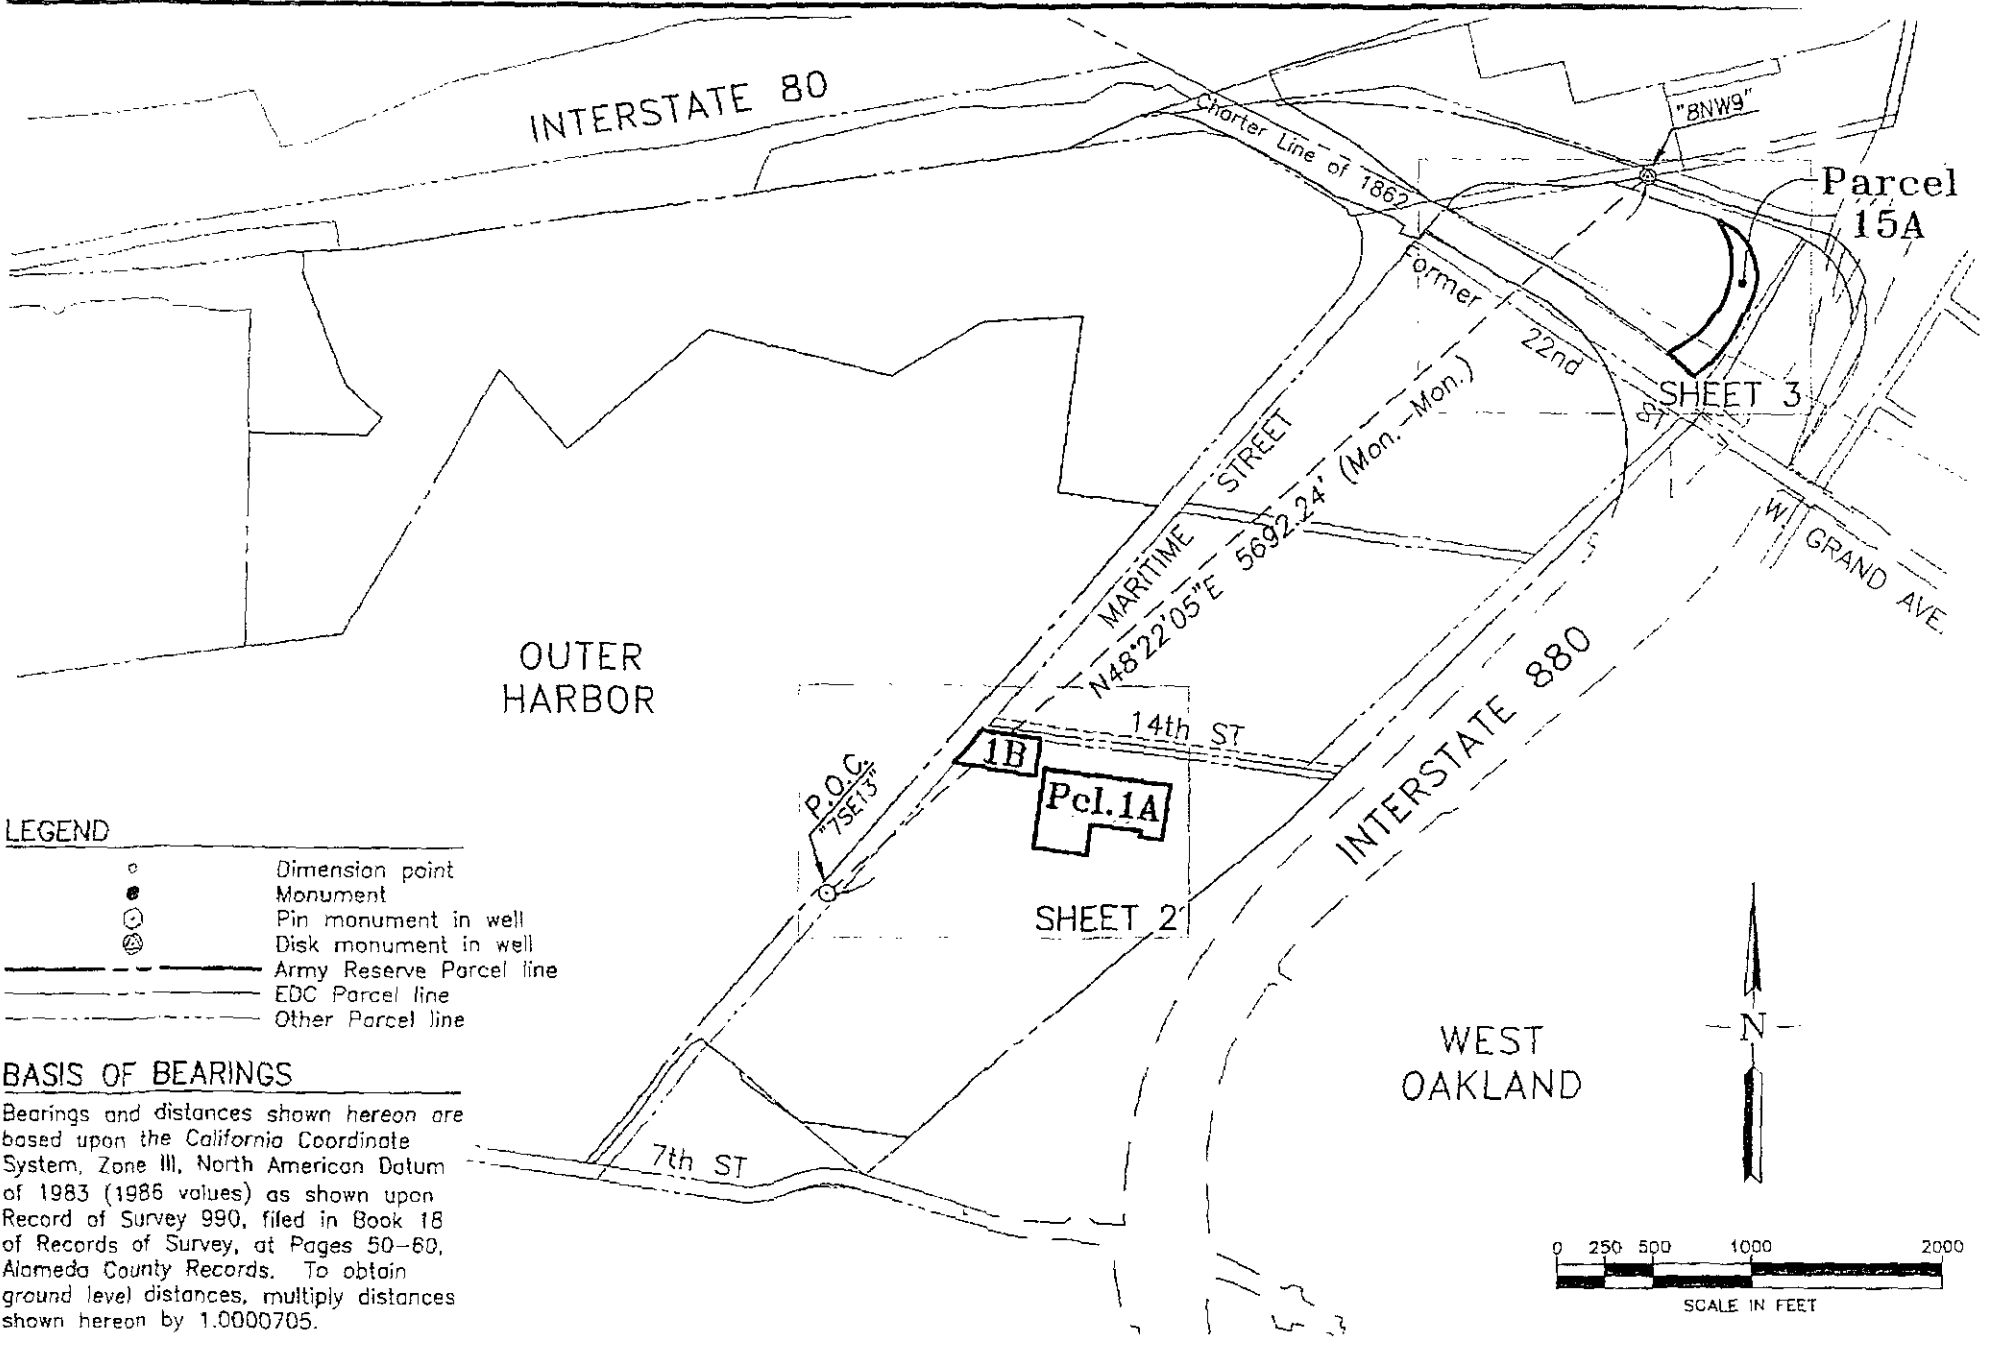 INTERSTATE 80
Charter Line of 1862
"8NW9"
Parcel
15A
Former 22nd ST
SHEET 3
MARITIME STREET
N48°22'05"E 5692.24' (Mon.-Mon.)
W. GRAND AVE.
OUTER
HARBOR
INTERSTATE 880
14th ST
1B
Pcl.1A
P.O.C.
"7SE13"
SHEET 2
LEGEND
Dimension point
Monument
Pin monument in well
Disk monument in well
Army Reserve Parcel line
EDC Parcel line
Other Parcel line
WEST
OAKLAND
N
BASIS OF BEARINGS
Bearings and distances shown hereon are
based upon the California Coordinate
System, Zone III, North American Datum
of 1983 (1986 values) as shown upon
Record of Survey 990, filed in Book 18
of Records of Survey, at Pages 50-60,
Alameda County Records. To obtain
ground level distances, multiply distances
shown hereon by 1.0000705.
7th ST
0 250 500 1000 2000
SCALE IN FEET